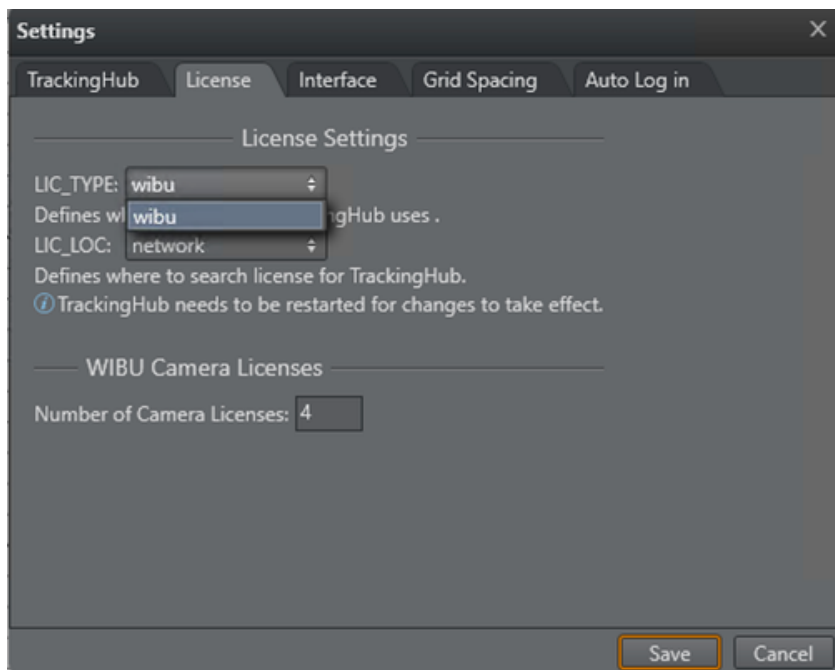 Settings
TrackingHub License Interface Grid Spacing Auto Log in
License Settings
LIC_TYPE: wibu
wibu
Defines gHub uses .
LIC_LOC: network
Defines where to search license for TrackingHub.
TrackingHub needs to be restarted for changes to take effect.
WIBU Camera Licenses
Number of Camera Licenses: 4
Save Cancel